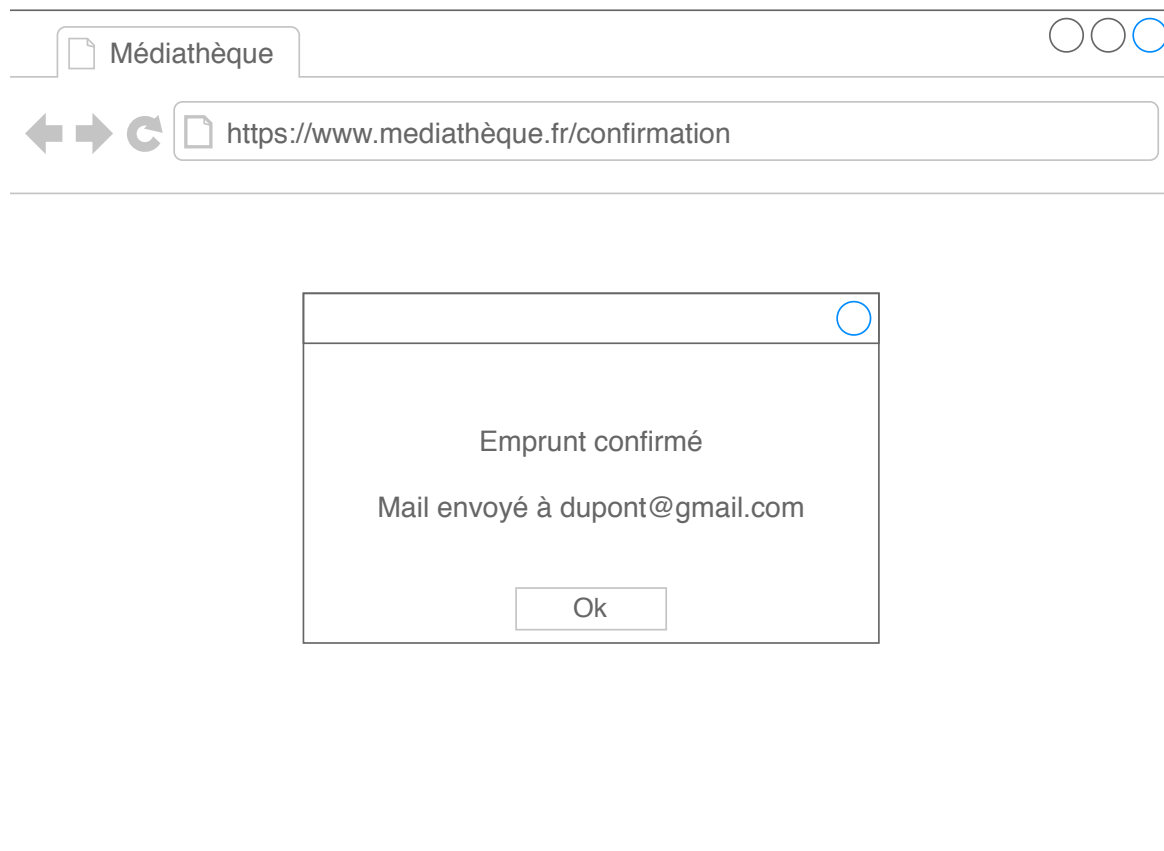 Médiathèque
https://www.mediathèque.fr/confirmation
Emprunt confirmé
Mail envoyé à dupont@gmail.com
Ok